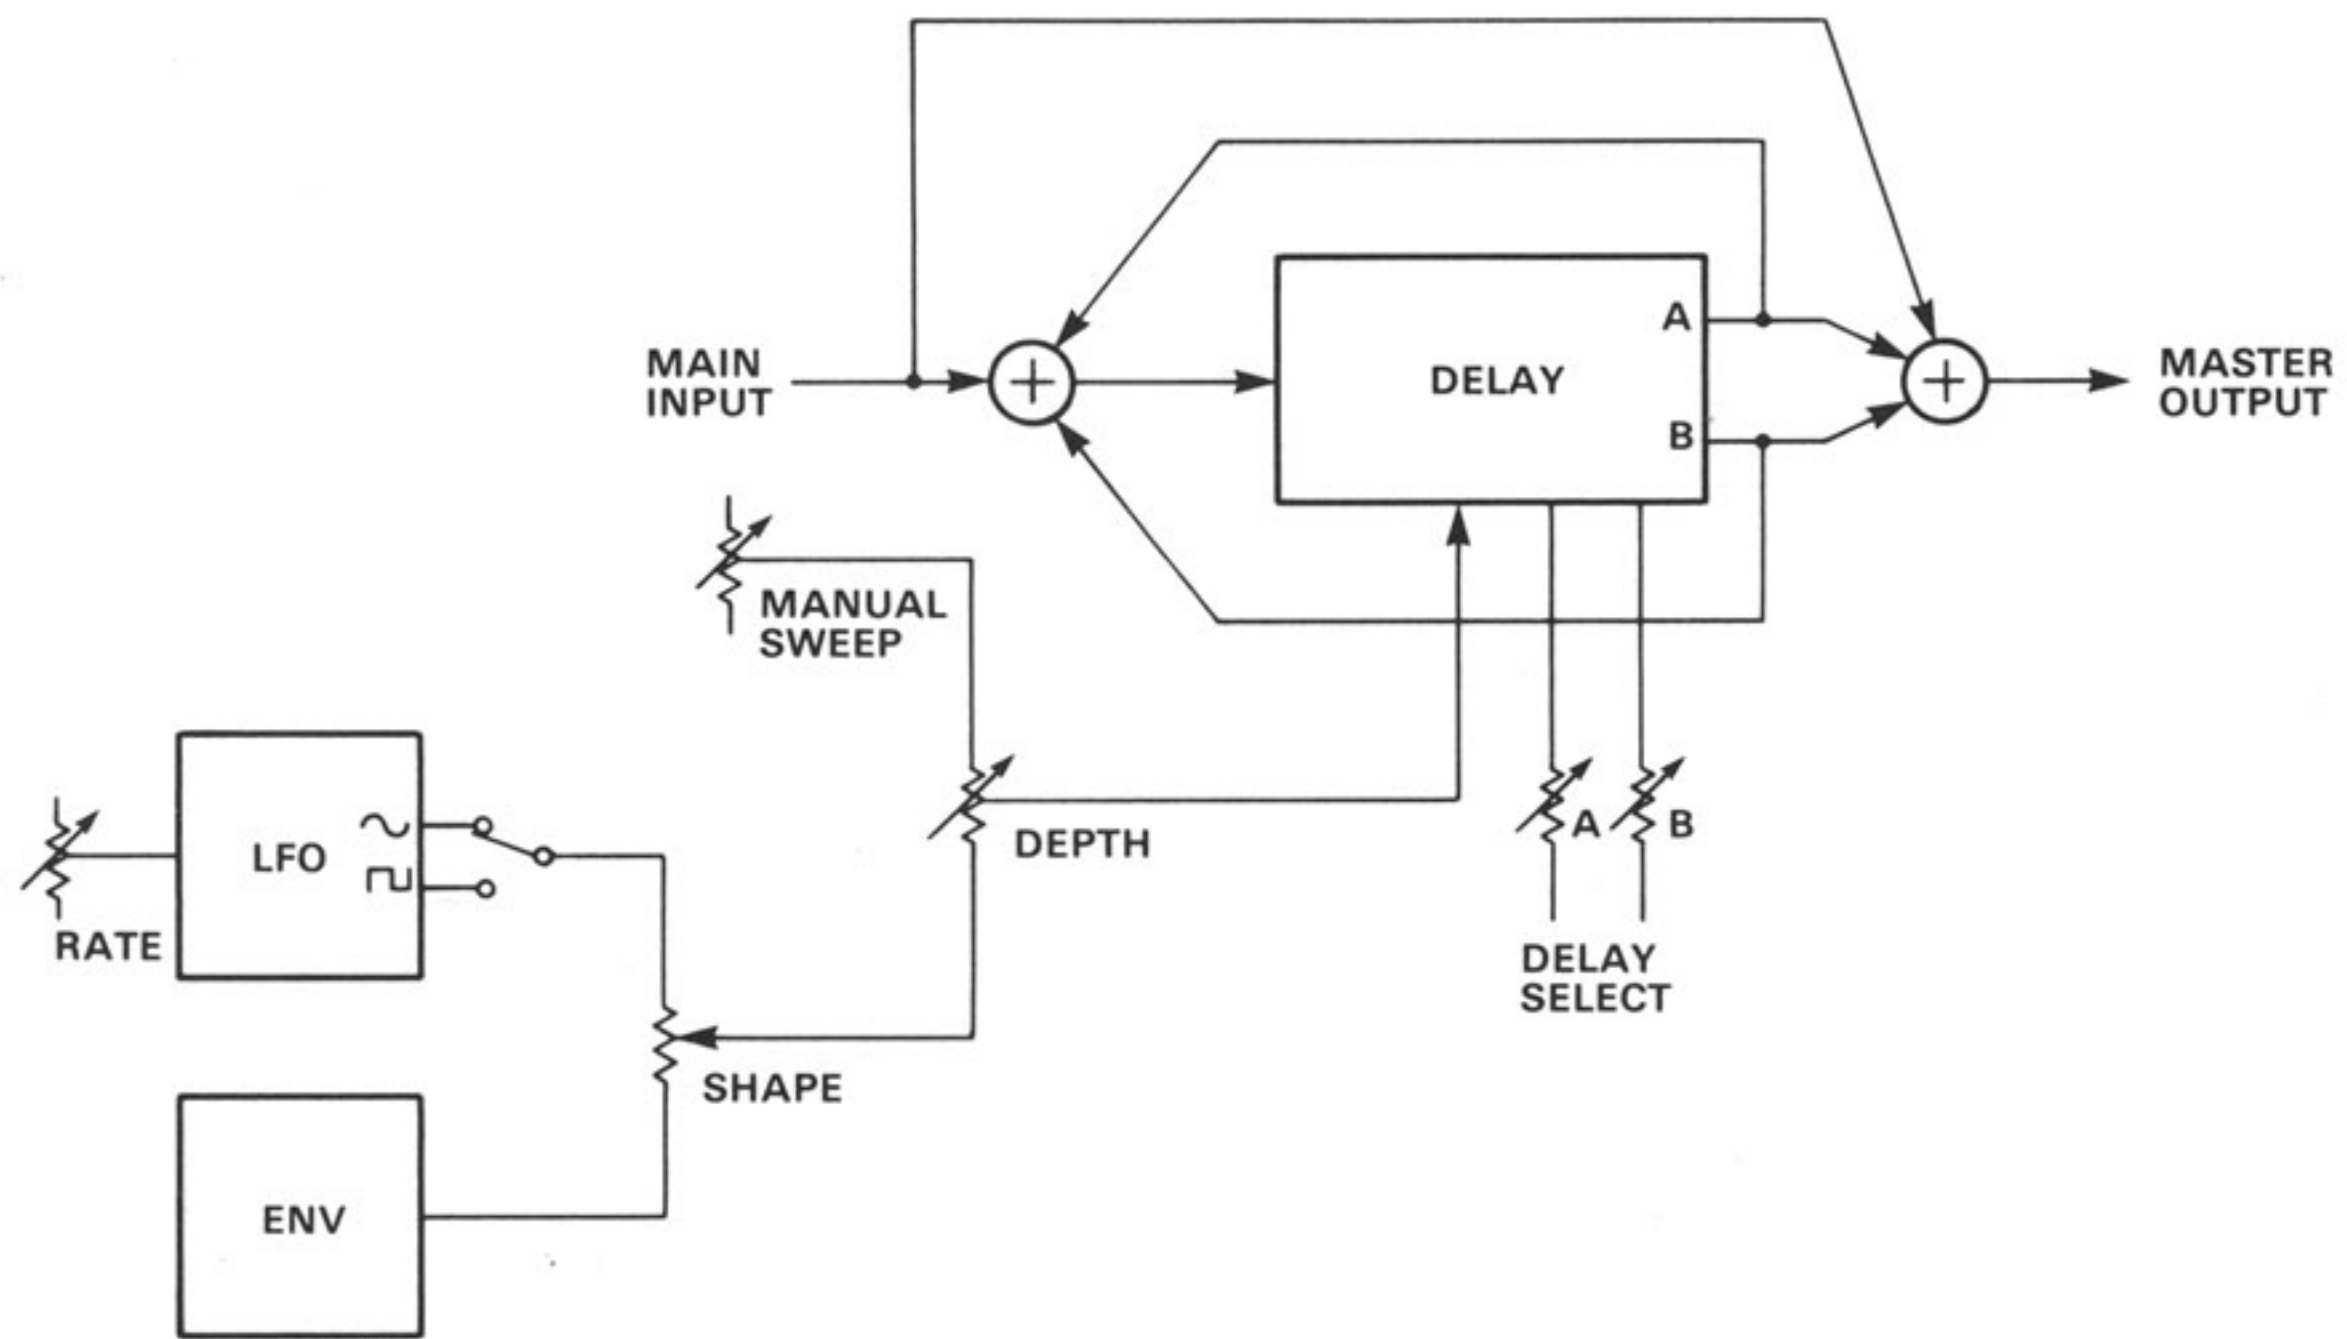 A
MAIN
INPUT
DELAY
B
MASTER
OUTPUT
MANUAL
SWEEP
LFO
RATE
DEPTH
A
B
DELAY
SELECT
SHAPE
ENV